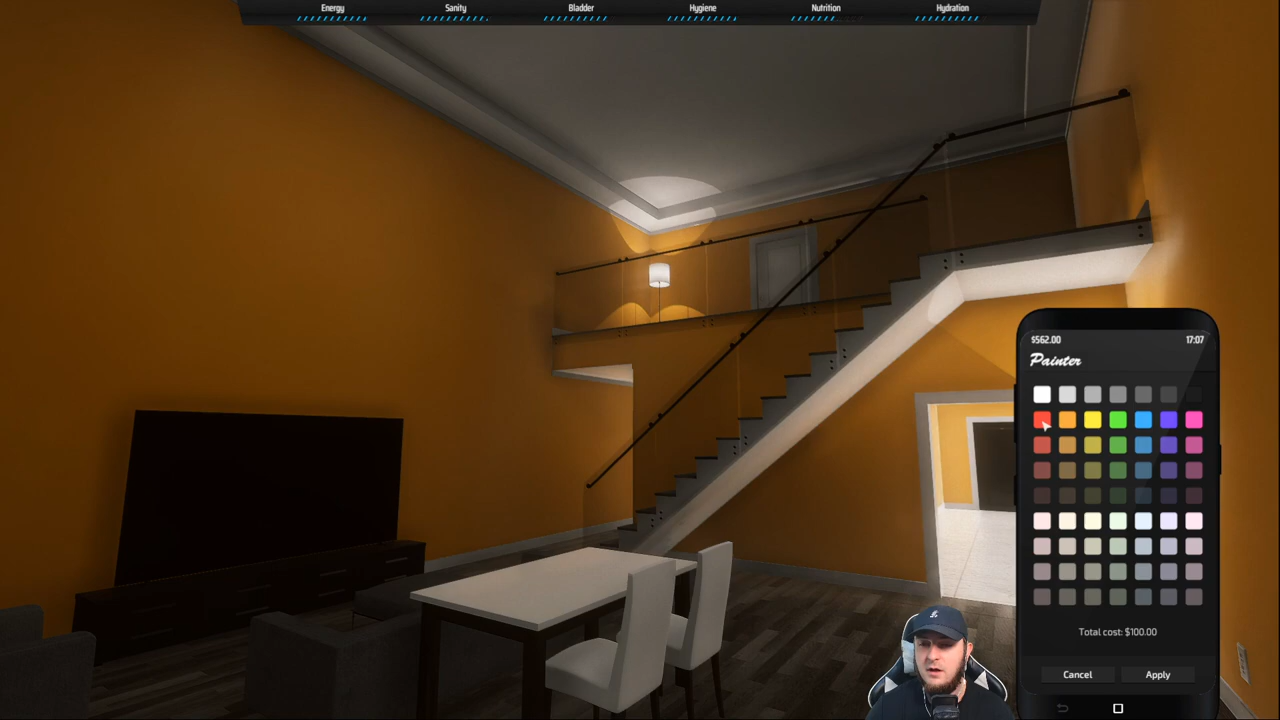 Energy
Sanity
Bladder
Hygiene
Nutrition
Hydration
$562.00
17:07
Painter
Total cost: $100.00
Cancel
Apply